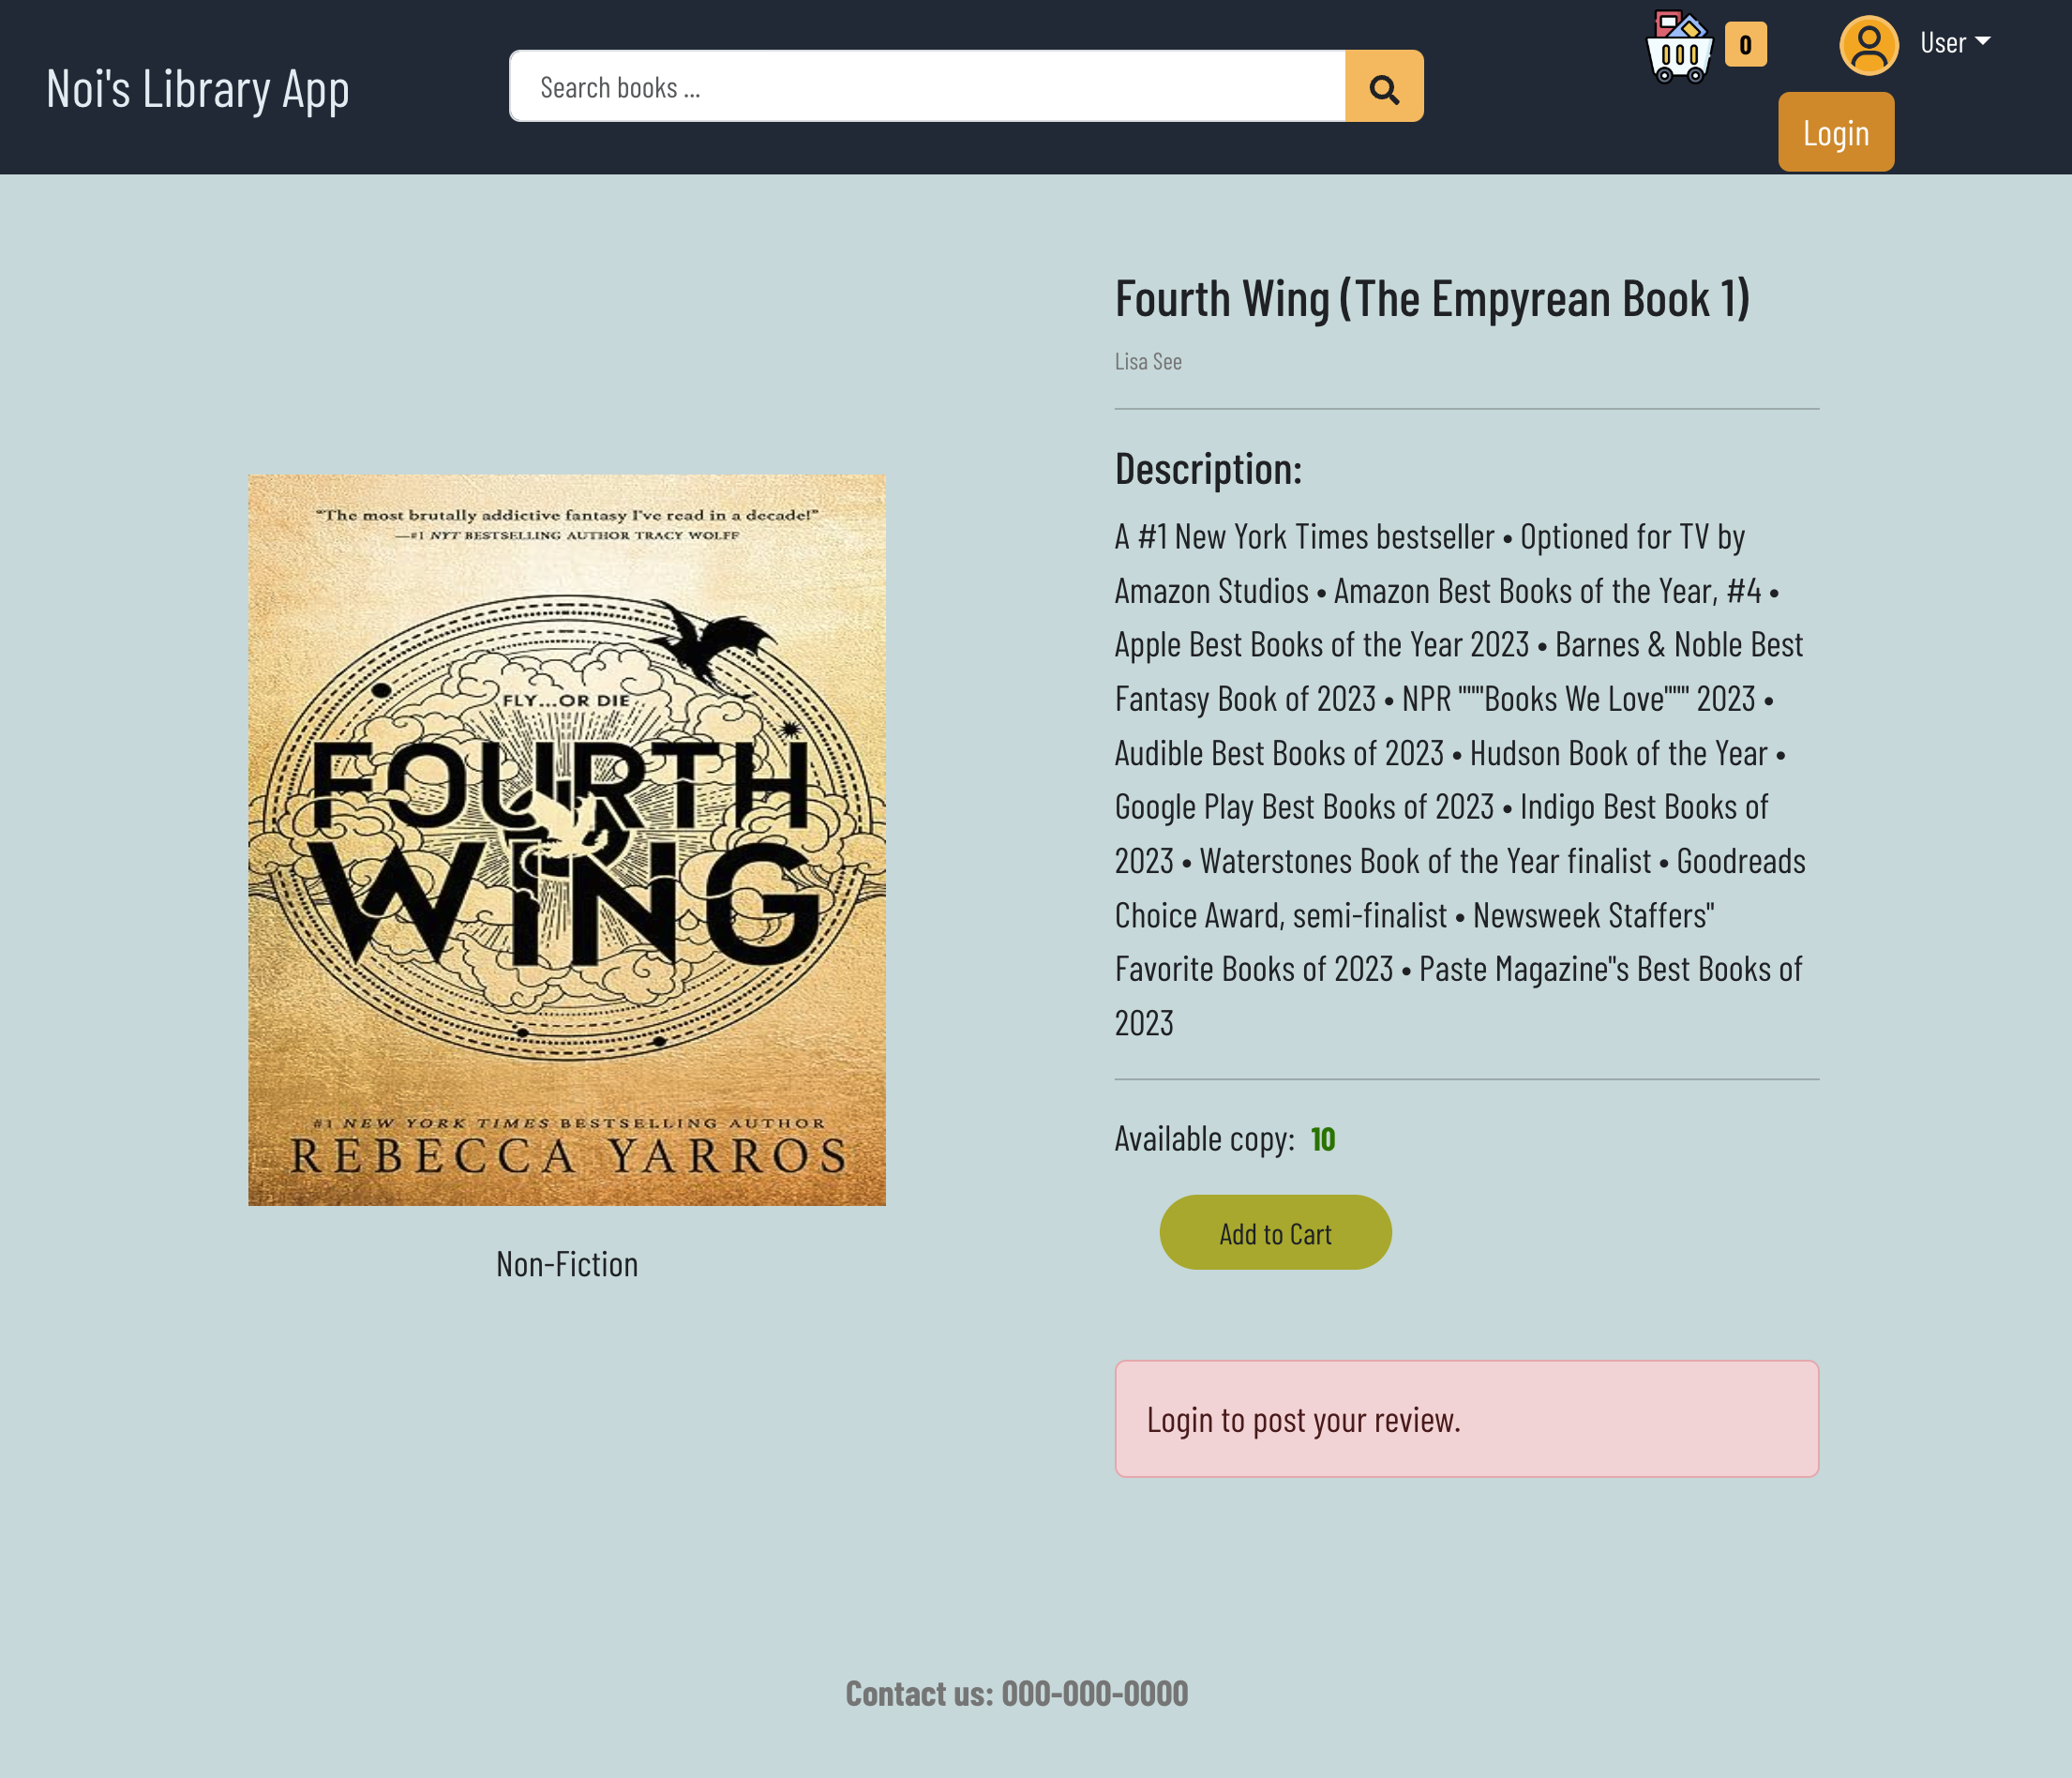 Noi's Library App
Search books ...
0
User
Login
Fourth Wing (The Empyrean Book 1)
Lisa See
Description:
A #1 New York Times bestseller • Optioned for TV by
Amazon Studios • Amazon Best Books of the Year, #4 •
Apple Best Books of the Year 2023 • Barnes & Noble Best
Fantasy Book of 2023 • NPR """Books We Love""" 2023 •
Audible Best Books of 2023 • Hudson Book of the Year •
Google Play Best Books of 2023 • Indigo Best Books of
2023 • Waterstones Book of the Year finalist • Goodreads
Choice Award, semi-finalist • Newsweek Staffers"
Favorite Books of 2023 • Paste Magazine"s Best Books of
2023
Available copy: 10
Add to Cart
Login to post your review.
“The most brutally addictive fantasy I've read in a decade!”
—#1 NYT BESTSELLING AUTHOR TRACY WOLFF
FLY...OR DIE
FOURTH
WING
#1 NEW YORK TIMES BESTSELLING AUTHOR
REBECCA YARROS
Non-Fiction
Contact us: 000-000-0000